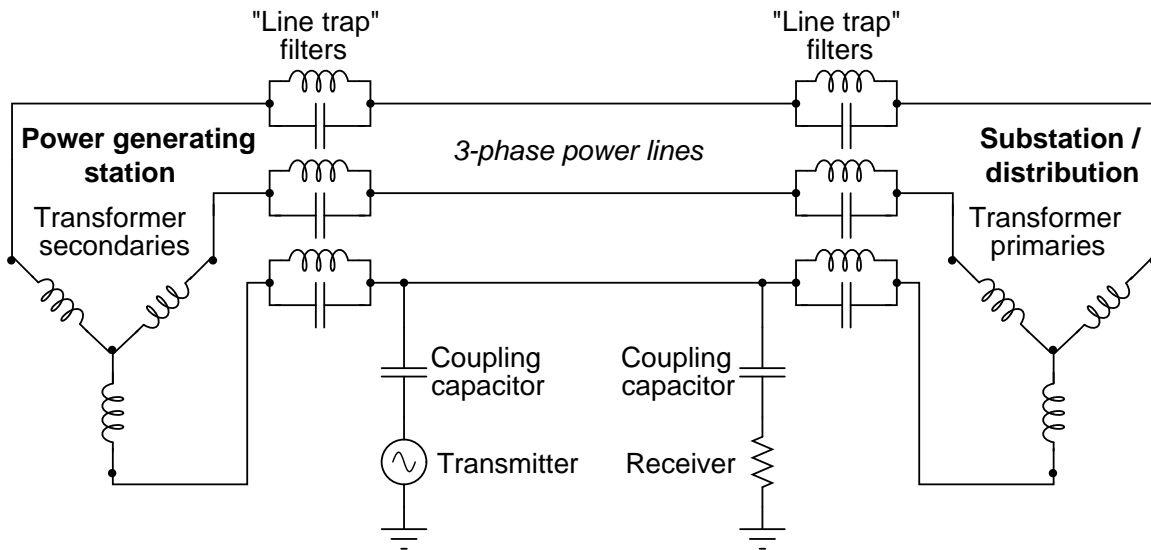 "Line trap"
filters
"Line trap"
filters
Power generating
station
3-phase power lines
Substation /
distribution
Transformer
secondaries
Transformer
primaries
Coupling
capacitor
Coupling
capacitor
Transmitter
Receiver